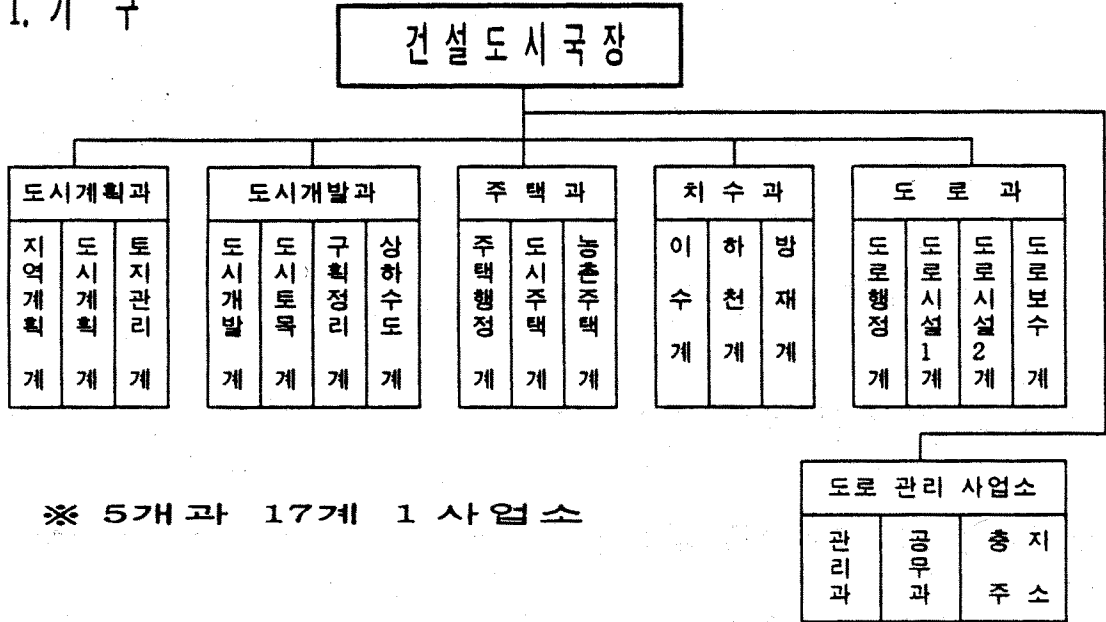 1. 기 구
건설도시국장
도시계획과
지역계획계
도시계획계
토지관리계
도시개발과
도시개발계
도시토목계
구획정리계
상하수도계
주택과
주택행정계
도시주택계
농촌주택계
치수과
이수계
하천계
방재계
도로과
도로행정계
도로시설1계
도로시설2계
도로보수계
도로 관리 사업소
관리과
공무과
충주
지소
※ 5개과 17계 1 사업소